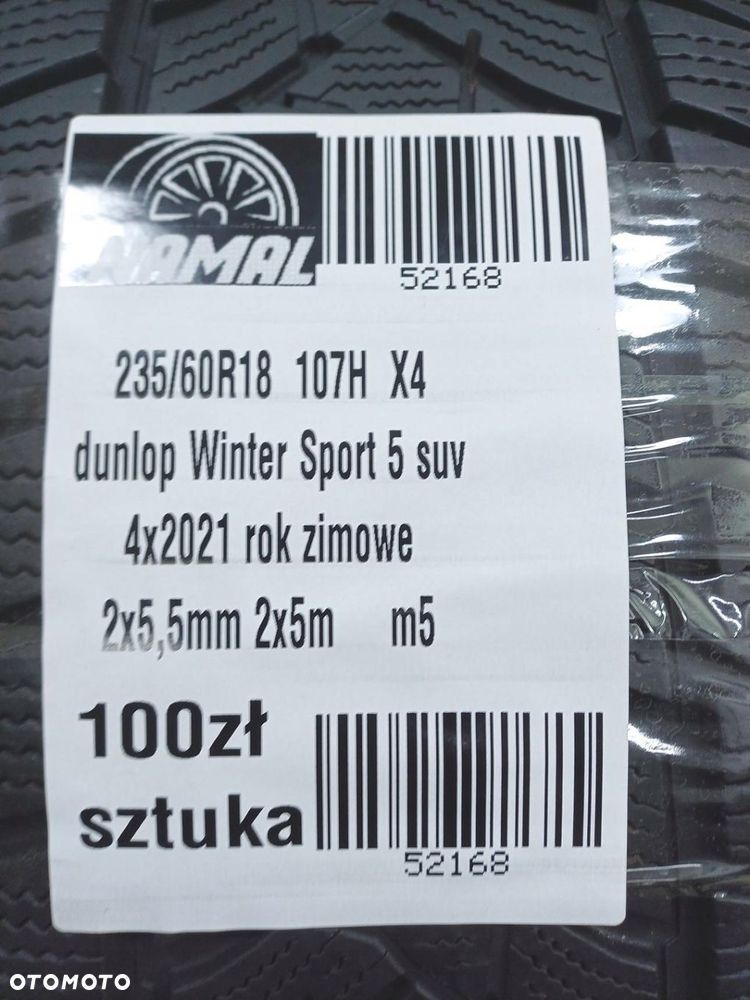 NAMAL
52168
235/60R18 107H X4
dunlop Winter Sport 5 suv
4x2021 rok zimowe
2x5,5mm 2x5m m5
100zł
sztuka
52168
OTOMOTO